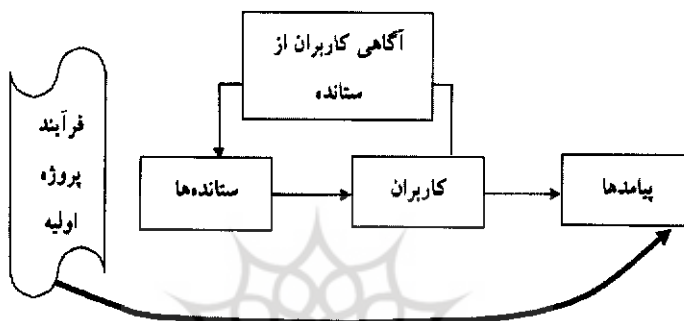 آگاهی کاربران از
ستانده
فرآیند
پروژه
اولیه
ستانده‌ها
کاربران
پیامدها